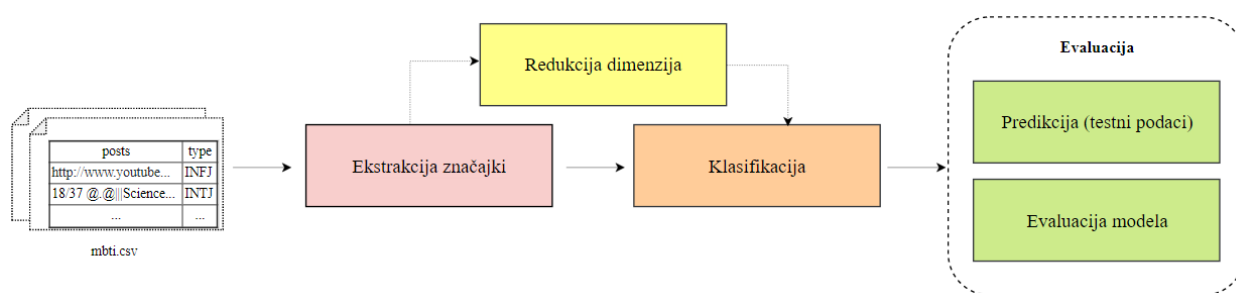 posts type
http://www.youtube... INFJ
18/37 @.@|||Science... INTJ
... ...
mbti.csv
Ekstrakcija značajki
Redukcija dimenzija
Klasifikacija
Evaluacija
Predikcija (testni podaci)
Evaluacija modela